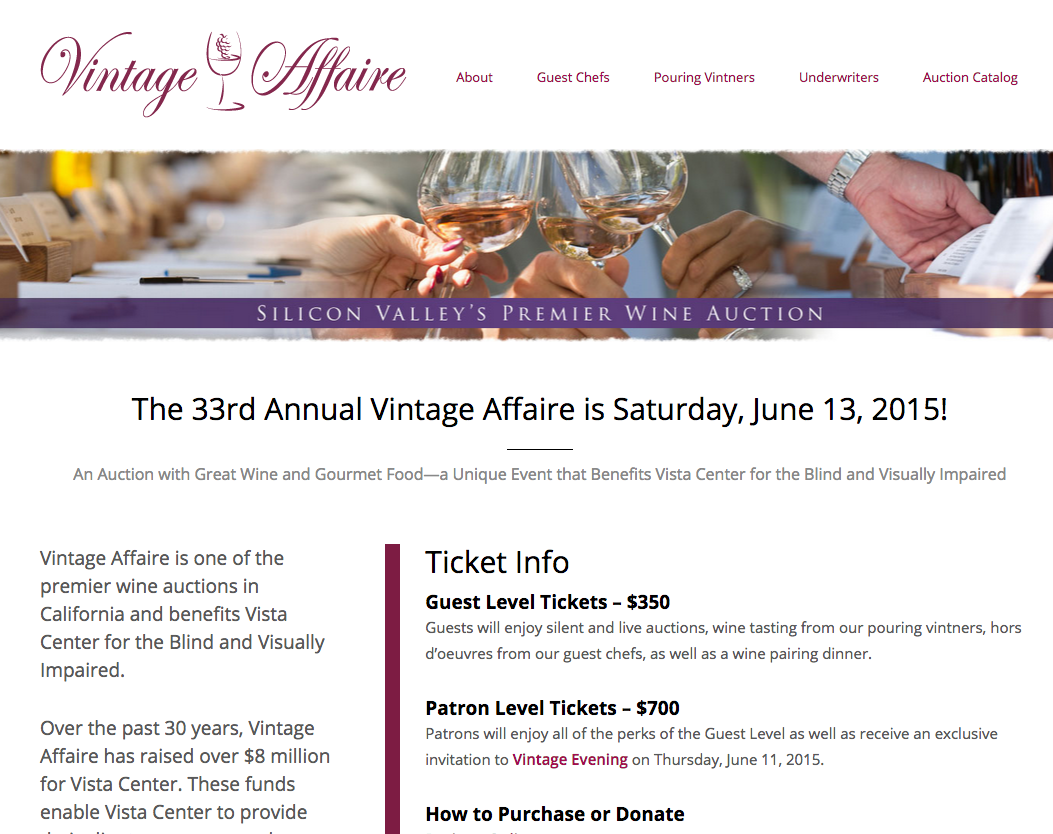 Vintage Affaire
About
Guest Chefs
Pouring Vintners
Underwriters
Auction Catalog
Silicon Valley's Premier Wine Auction
The 33rd Annual Vintage Affaire is Saturday, June 13, 2015!
An Auction with Great Wine and Gourmet Food—a Unique Event that Benefits Vista Center for the Blind and Visually Impaired
Vintage Affaire is one of the
premier wine auctions in
California and benefits Vista
Center for the Blind and Visually
Impaired.
Over the past 30 years, Vintage
Affaire has raised over $8 million
for Vista Center. These funds
enable Vista Center to provide
Ticket Info
Guest Level Tickets – $350
Guests will enjoy silent and live auctions, wine tasting from our pouring vintners, hors
d’oeuvres from our guest chefs, as well as a wine pairing dinner.
Patron Level Tickets – $700
Patrons will enjoy all of the perks of the Guest Level as well as receive an exclusive
invitation to Vintage Evening on Thursday, June 11, 2015.
How to Purchase or Donate